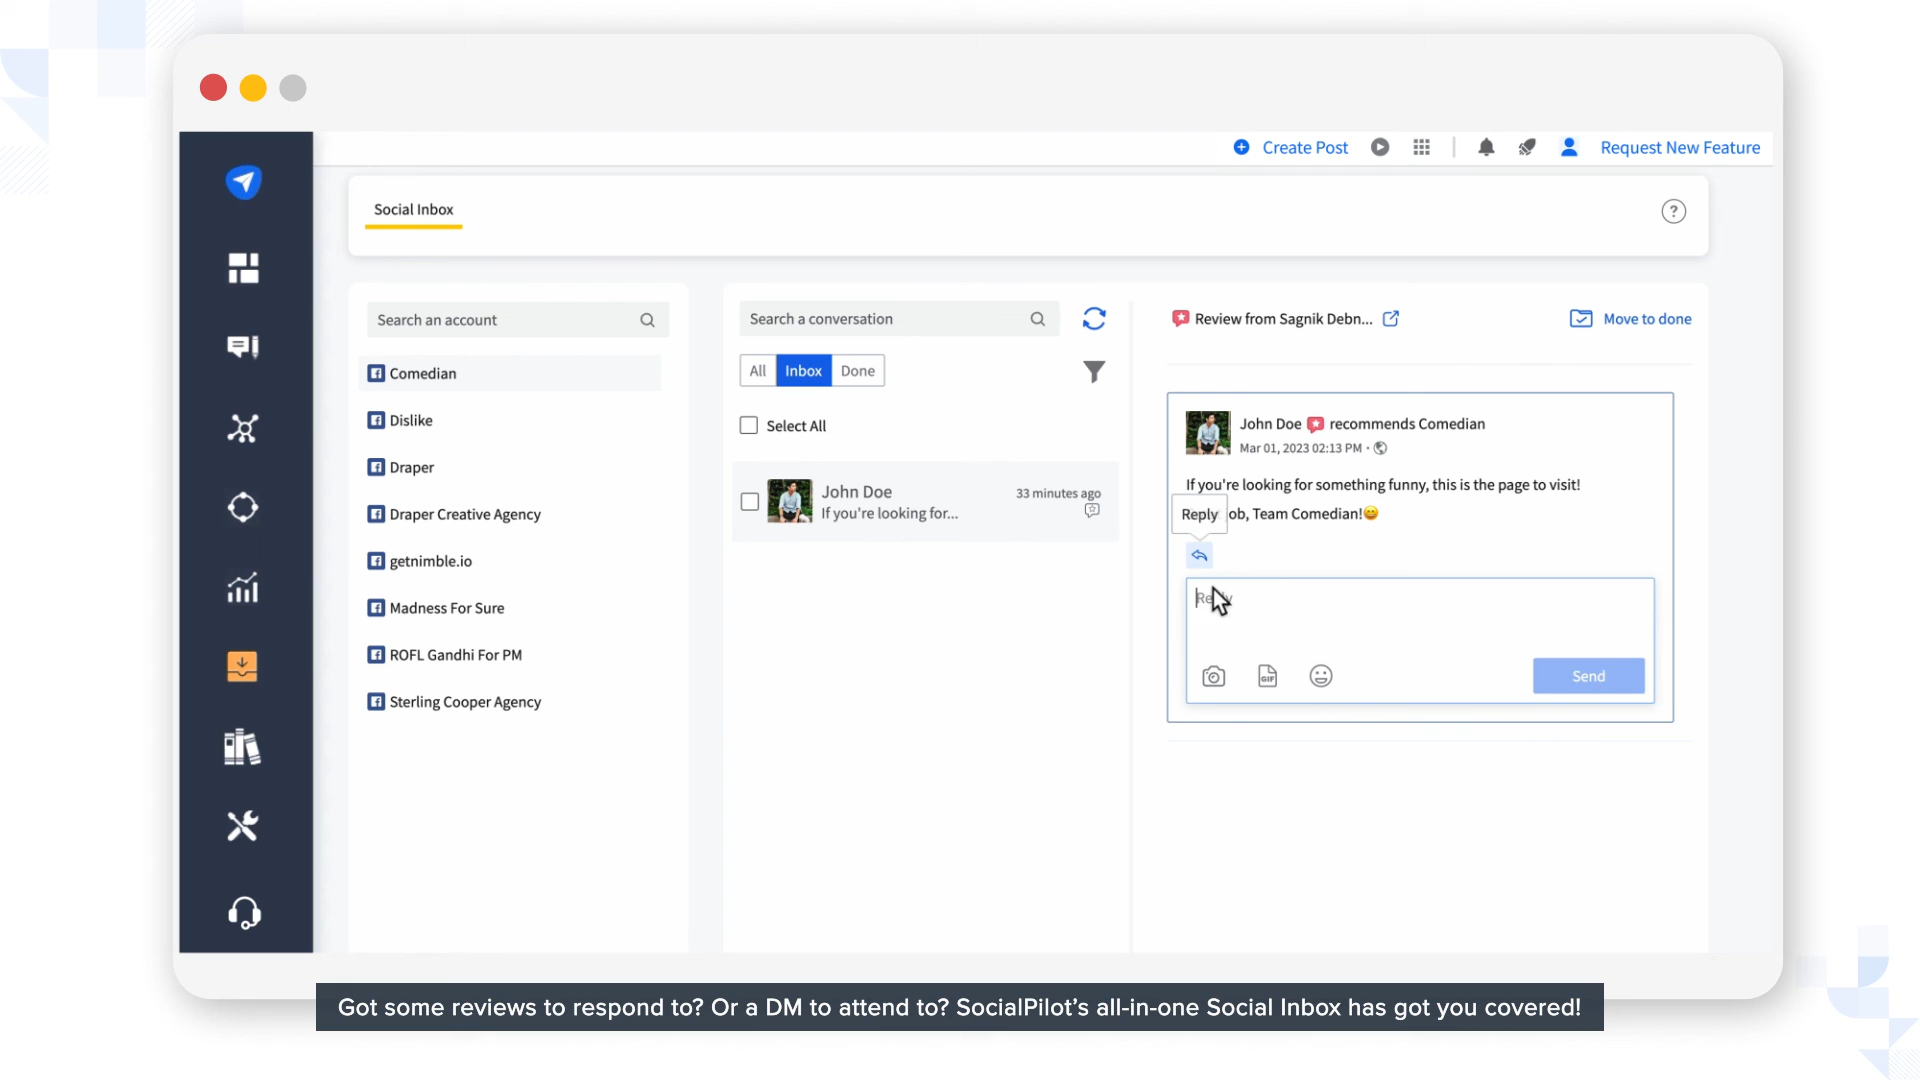 Create Post
Request New Feature
Social Inbox
?
Search an account
Comedian
Dislike
Draper
Draper Creative Agency
getnimble.io
Madness For Sure
ROFL Gandhi For PM
Sterling Cooper Agency
Search a conversation
All Inbox Done
Select All
John Doe
33 minutes ago
If you're looking for...
Review from Sagnik Debn...
Move to done
John Doe recommends Comedian
Mar 01, 2023 02:13 PM
If you're looking for something funny, this is the page to visit!
Reply
ob, Team Comedian!😄
GIF
Send
Got some reviews to respond to? Or a DM to attend to? SocialPilot’s all-in-one Social Inbox has got you covered!